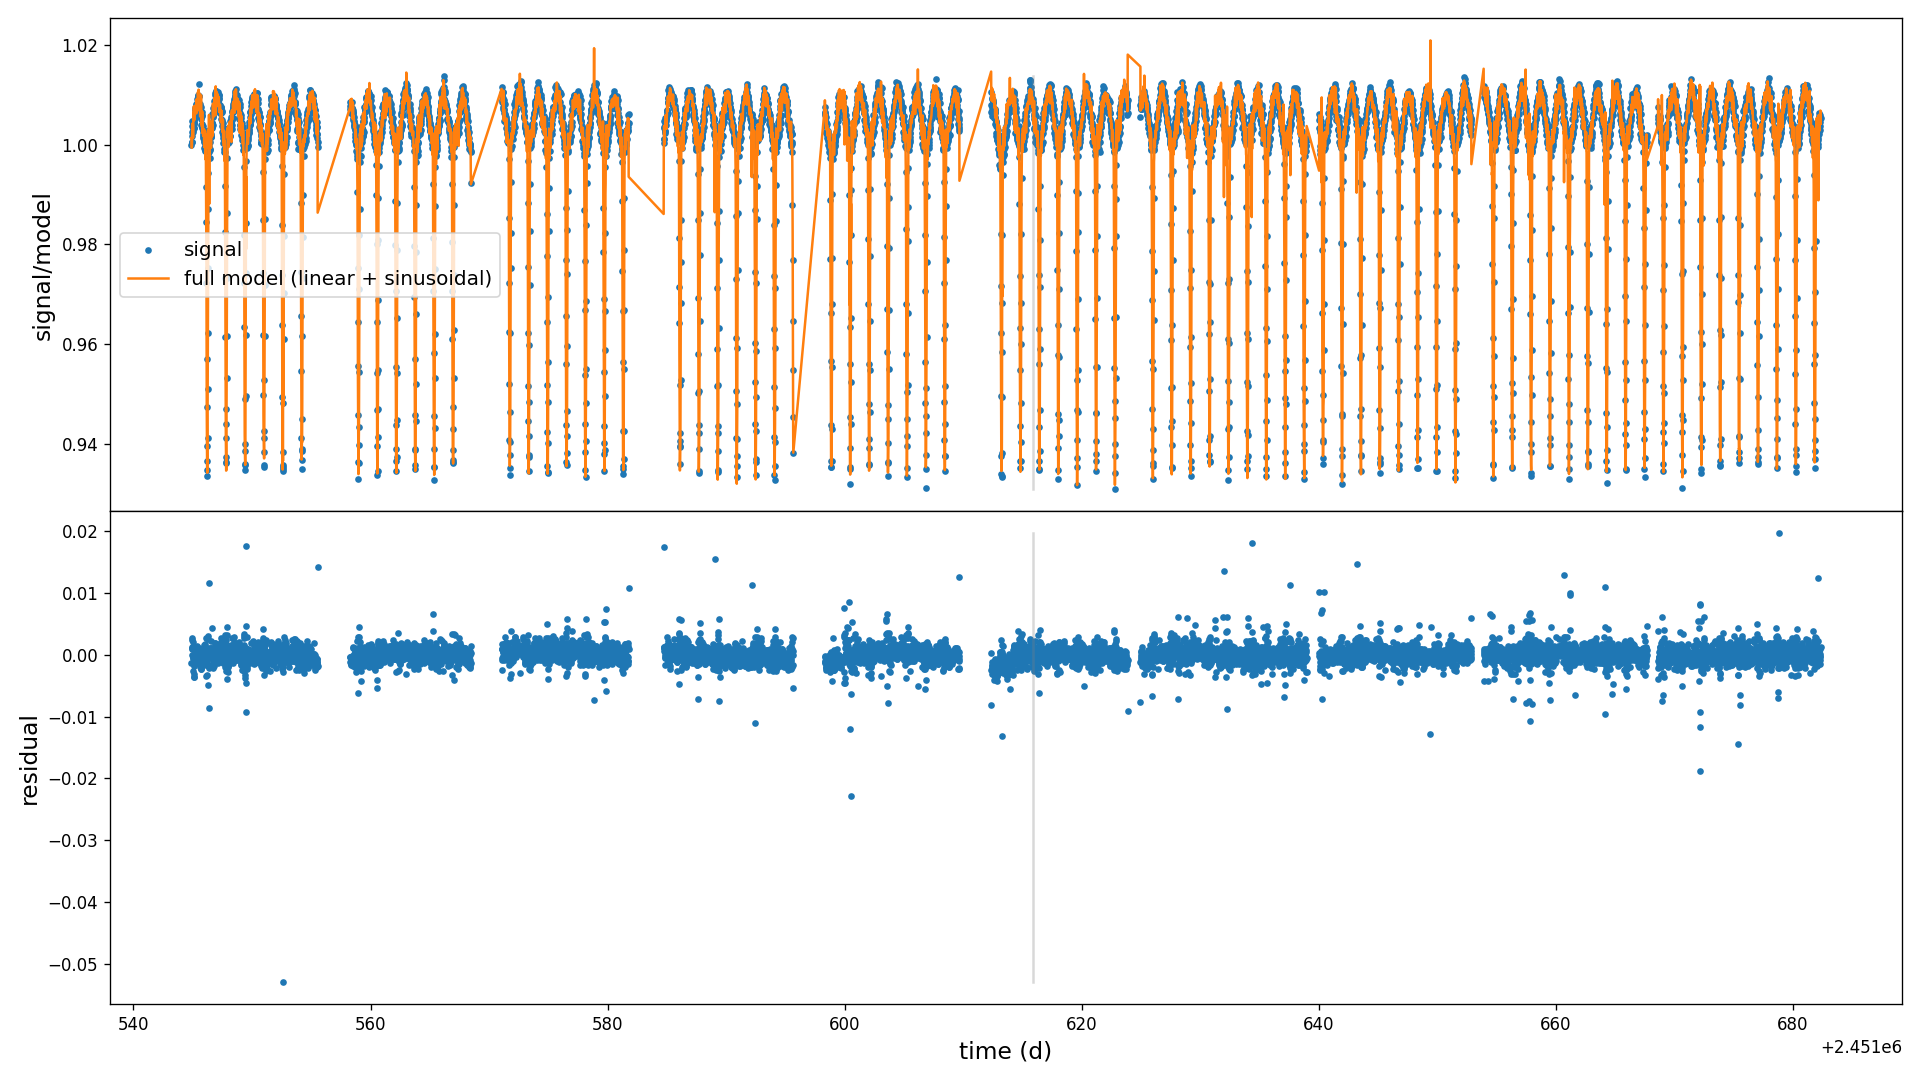 1.02
1.00
0.98
0.96
0.94
signal/model
signal
full model (linear + sinusoidal)
0.02
0.01
0.00
−0.01
−0.02
−0.03
−0.04
−0.05
residual
540 560 580 600 620 640 660 680
+2.451e6
time (d)